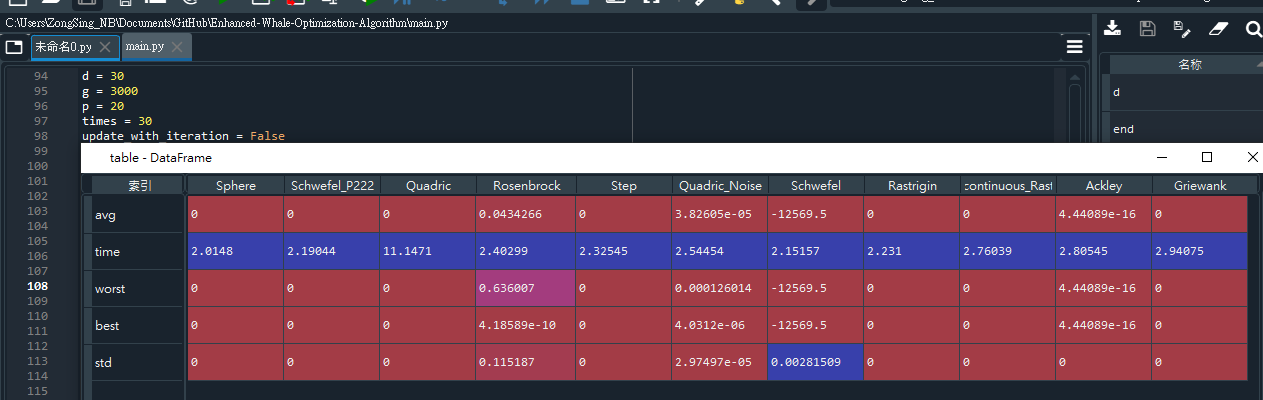 C:\Users\ZongSing_NB\Documents\GitHub\Enhanced-Whale-Optimization-Algorithm\main.py
未命名0.py main.py
名称
94 d = 30
95 g = 3000
96 p = 20
97 times = 30
98 update_with_iteration = False
d
end
99
100
101
102
103
104
105
106
107
108
109
110
111
112
113
114
115
table - DataFrame
索引 Sphere Schwefel_P222 Quadric Rosenbrock Step Quadric_Noise Schwefel Rastrigin continuous_Rast Ackley Griewank
avg 0 0 0 0.0434266 0 3.82605e-05 -12569.5 0 0 4.44089e-16 0
time 2.0148 2.19044 11.1471 2.40299 2.32545 2.54454 2.15157 2.231 2.76039 2.80545 2.94075
worst 0 0 0 0.636007 0 0.000126014 -12569.5 0 0 4.44089e-16 0
best 0 0 0 4.18589e-10 0 4.0312e-06 -12569.5 0 0 4.44089e-16 0
std 0 0 0 0.115187 0 2.97497e-05 0.00281509 0 0 0 0